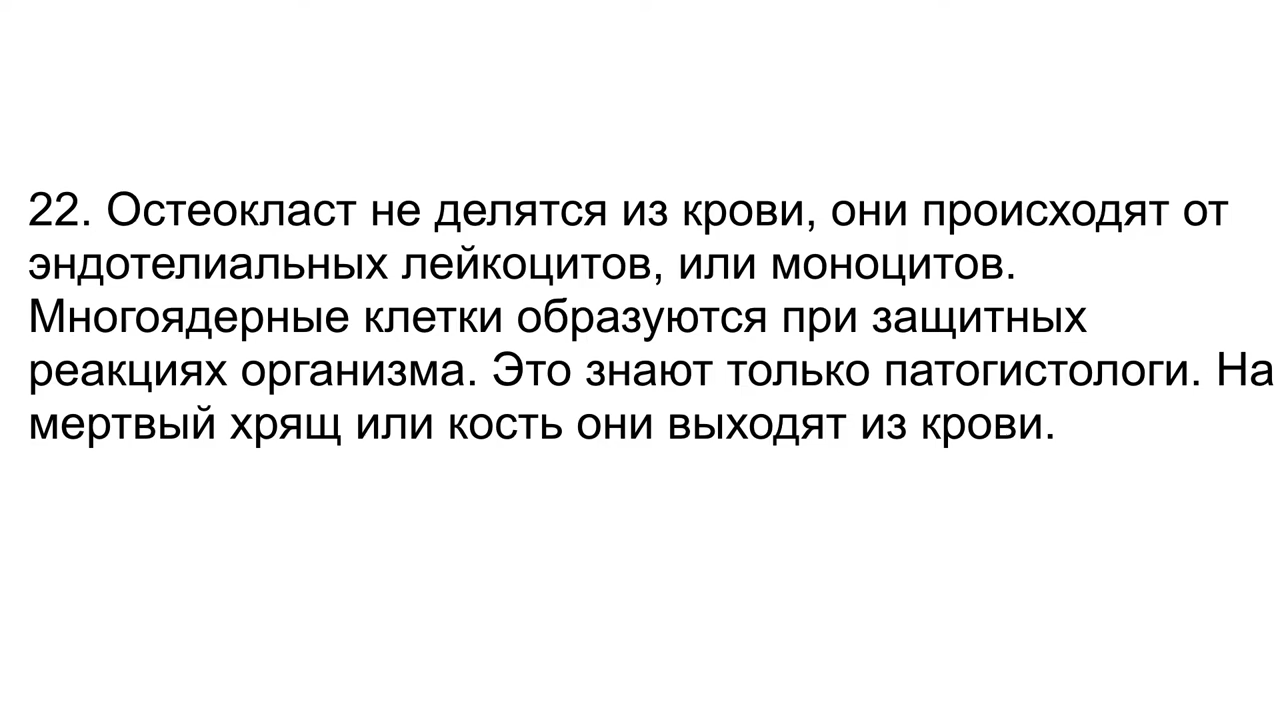 22. Остеокласт не делятся из крови, они происходят от
эндотелиальных лейкоцитов, или моноцитов.
Многоядерные клетки образуются при защитных
реакциях организма. Это знают только патогистологи. На
мертвый хрящ или кость они выходят из крови.